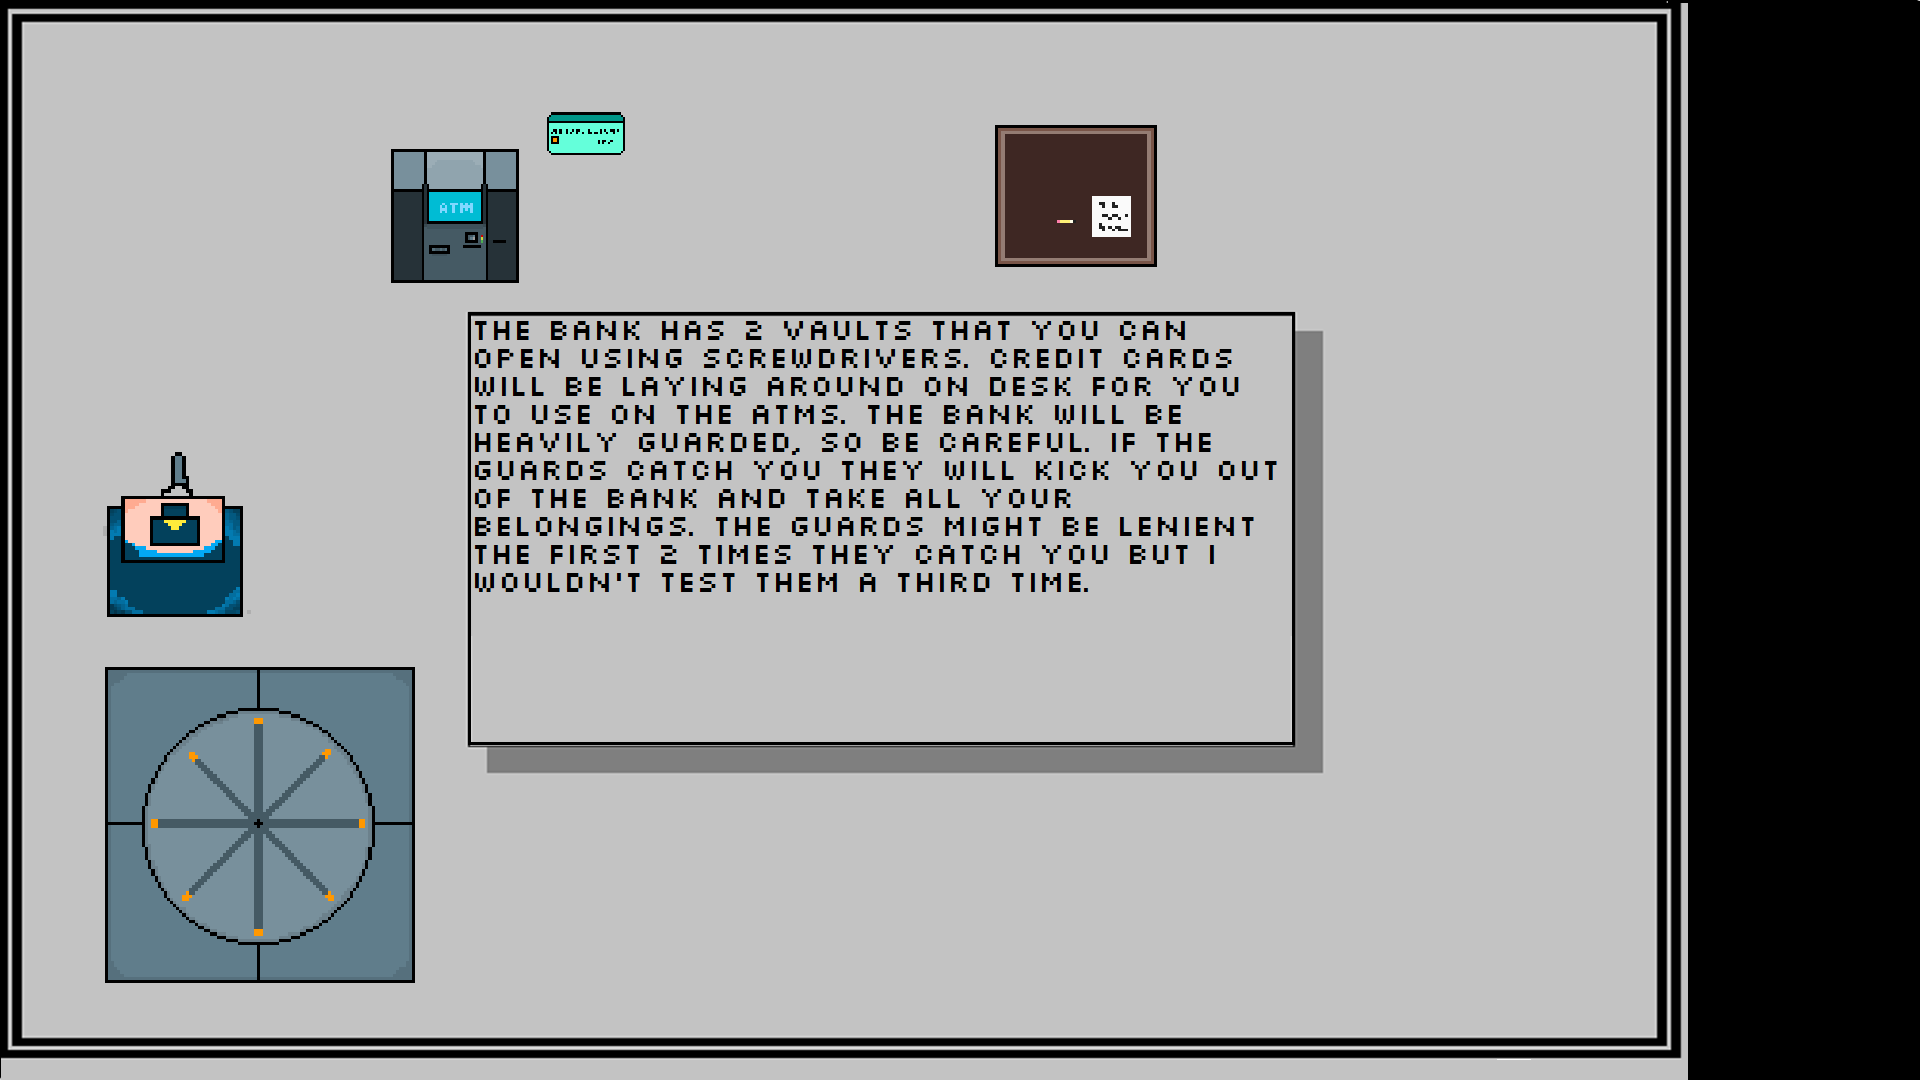 ATM
THE BANK HAS 2 VAULTS THAT YOU CAN
OPEN USING SCREWDRIVERS. CREDIT CARDS
WILL BE LAYING AROUND ON DESK FOR YOU
TO USE ON THE ATMS. THE BANK WILL BE
HEAVILY GUARDED, SO BE CAREFUL. IF THE
GUARDS CATCH YOU THEY WILL KICK YOU OUT
OF THE BANK AND TAKE ALL YOUR
BELONGINGS. THE GUARDS MIGHT BE LENIENT
THE FIRST 2 TIMES THEY CATCH YOU BUT I
WOULDN'T TEST THEM A THIRD TIME.